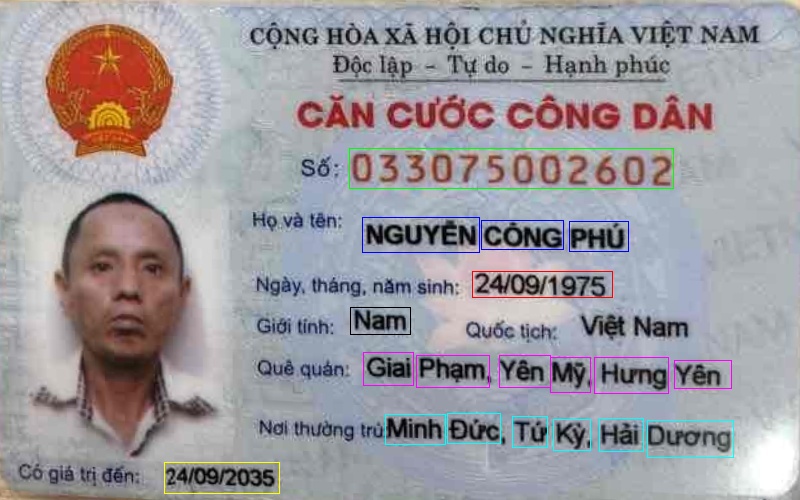 CỘNG HÒA XÃ HỘI CHỦ NGHĨA VIỆT NAM
Độc lập - Tự do - Hạnh phúc
CĂN CƯỚC CÔNG DÂN
Số: 033075002602
Họ và tên: NGUYỄN CÔNG PHÚ
Ngày, tháng, năm sinh: 24/09/1975
Giới tính: Nam Quốc tịch: Việt Nam
Quê quán: Giai Phạm, Yên Mỹ, Hưng Yên
Nơi thường trú: Minh Đức, Tứ Kỳ, Hải Dương
Có giá trị đến: 24/09/2035